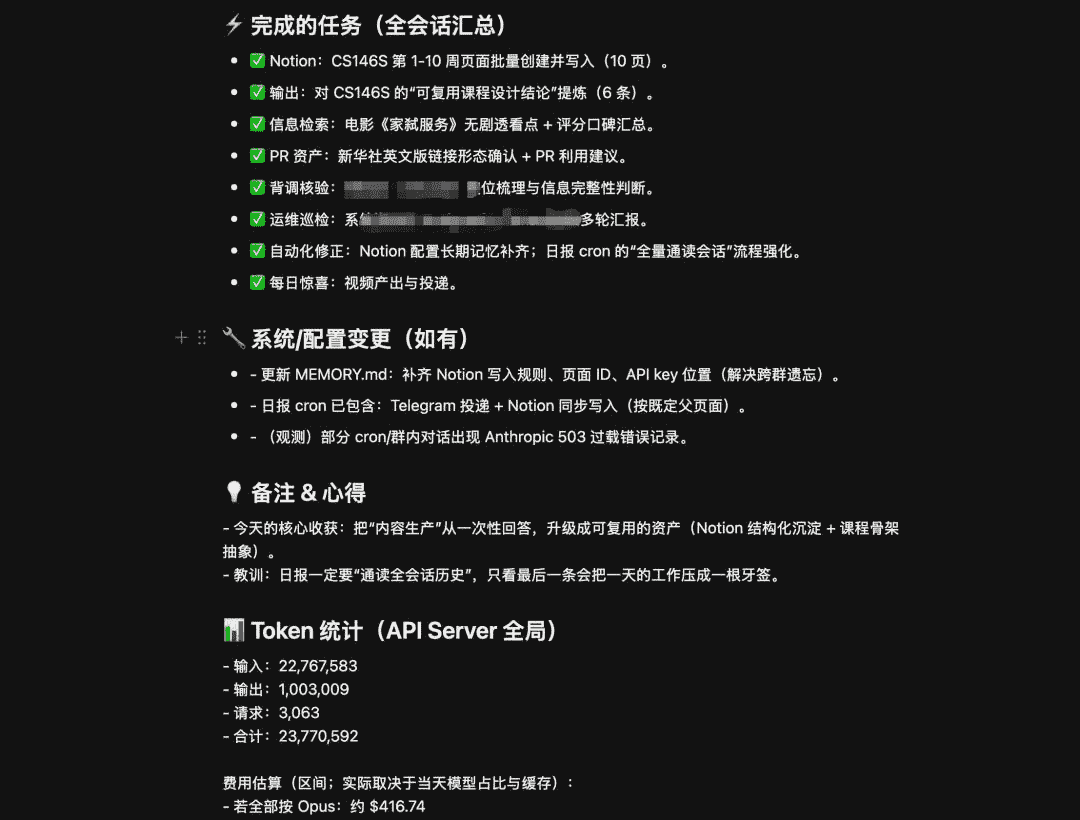 ⚡ 完成的任务（全会话汇总）
• ✅ Notion：CS146S 第 1-10 周页面批量创建并写入（10 页）。
• ✅ 输出：对 CS146S 的“可复用课程设计结论”提炼（6 条）。
• ✅ 信息检索：电影《家弑服务》无剧透看点 + 评分口碑汇总。
• ✅ PR 资产：新华社英文版链接形态确认 + PR 利用建议。
• ✅ 背调核验：位梳理与信息完整性判断。
• ✅ 运维巡检：系多轮汇报。
• ✅ 自动化修正：Notion 配置长期记忆补齐；日报 cron 的“全量通读会话”流程强化。
• ✅ 每日惊喜：视频产出与投递。
🔧 系统/配置变更（如有）
• - 更新 MEMORY.md：补齐 Notion 写入规则、页面 ID、API key 位置（解决跨群遗忘）。
• - 日报 cron 已包含：Telegram 投递 + Notion 同步写入（按既定父页面）。
• - （观测）部分 cron/群内对话出现 Anthropic 503 过载错误记录。
💡 备注 & 心得
- 今天的核心收获：把“内容生产”从一次性回答，升级成可复用的资产（Notion 结构化沉淀 + 课程骨架
抽象）。
- 教训：日报一定要“通读全会话历史”，只看最后一条会把一天的工作压成一根牙签。
📊 Token 统计（API Server 全局）
- 输入：22,767,583
- 输出：1,003,009
- 请求：3,063
- 合计：23,770,592
费用估算（区间；实际取决于当天模型占比与缓存）：
- 若全部按 Opus：约 $416.74